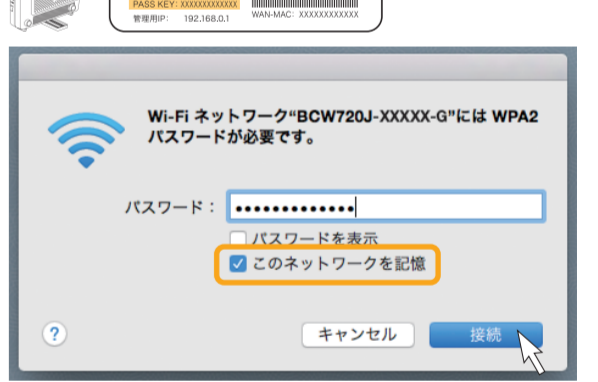 PASS KEY: XXXXXXXXXXXXX
管理用IP: 192.168.0.1
WAN-MAC: XXXXXXXXXXXX
Wi-Fi ネットワーク“BCW720J-XXXXX-G”には WPA2
パスワードが必要です。
パスワード：
•••••••••••••
パスワードを表示
このネットワークを記憶
?
キャンセル
接続